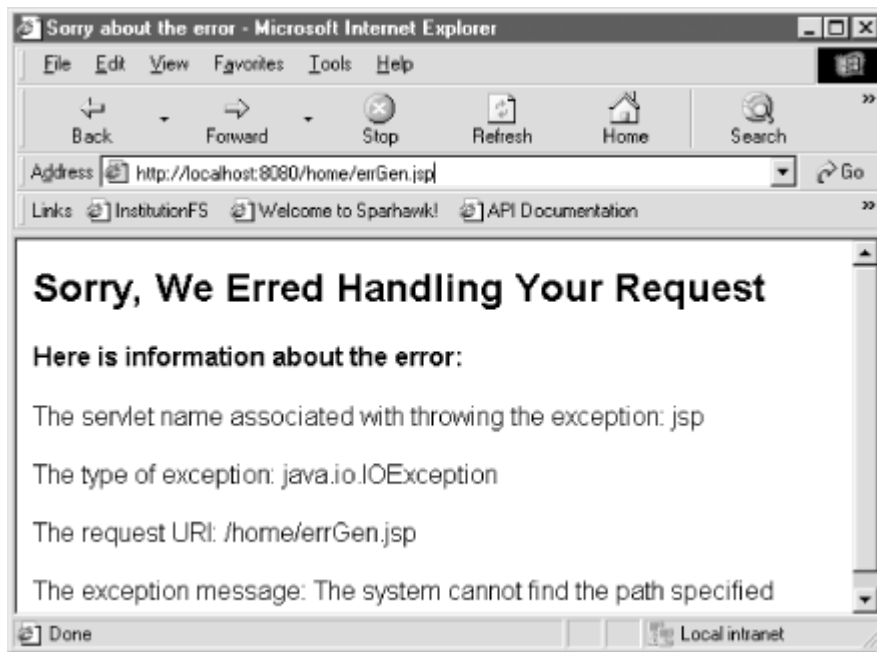 Sorry about the error - Microsoft Internet Explorer
File Edit View Favorites Tools Help
Back Forward Stop Refresh Home Search »
Address http://localhost:8080/home/errGen.jsp Go
Links InstitutionFS Welcome to Sparhawk! API Documentation »
Sorry, We Erred Handling Your Request
Here is information about the error:
The servlet name associated with throwing the exception: jsp
The type of exception: java.io.IOException
The request URI: /home/errGen.jsp
The exception message: The system cannot find the path specified
Done Local intranet